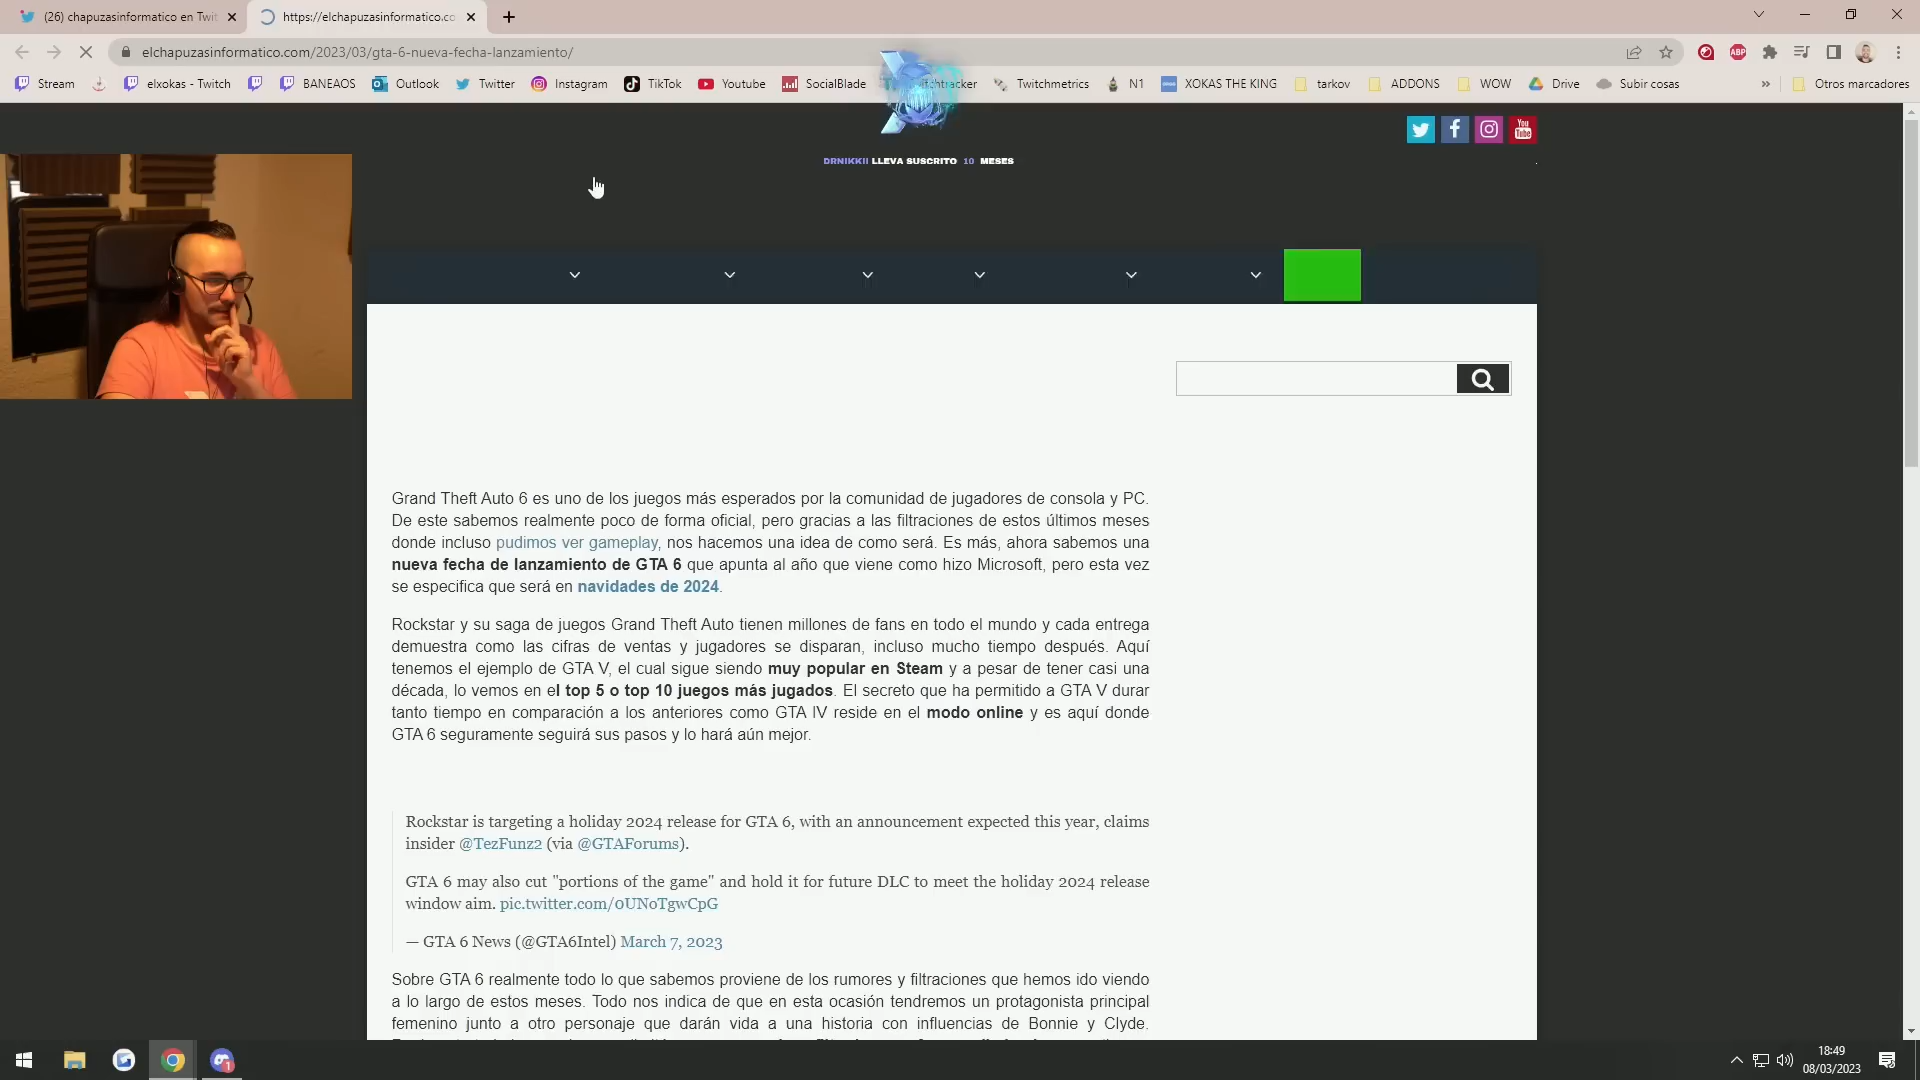 (26) chapuzasinformatico en Twit
https://elchapuzasinformatico.co
elchapuzasinformatico.com/2023/03/gta-6-nueva-fecha-lanzamiento/
ABP
Stream
elxokas - Twitch
BANEAOS
Outlook
Twitter
Instagram
TikTok
Youtube
SocialBlade
Twitchmetrics
N1
XOKAS THE KING
tarkov
ADDONS
WOW
Drive
Subir cosas
»
Otros marcadores
You Tube
DRNIKKII LLEVA SUSCRITO 10 MESES
Grand Theft Auto 6 es uno de los juegos más esperados por la comunidad de jugadores de consola y PC.
De este sabemos realmente poco de forma oficial, pero gracias a las filtraciones de estos últimos meses
donde incluso pudimos ver gameplay, nos hacemos una idea de como será. Es más, ahora sabemos una
nueva fecha de lanzamiento de GTA 6 que apunta al año que viene como hizo Microsoft, pero esta vez
se especifica que será en navidades de 2024.
Rockstar y su saga de juegos Grand Theft Auto tienen millones de fans en todo el mundo y cada entrega
demuestra como las cifras de ventas y jugadores se disparan, incluso mucho tiempo después. Aquí
tenemos el ejemplo de GTA V, el cual sigue siendo muy popular en Steam y a pesar de tener casi una
década, lo vemos en el top 5 o top 10 juegos más jugados. El secreto que ha permitido a GTA V durar
tanto tiempo en comparación a los anteriores como GTA IV reside en el modo online y es aquí donde
GTA 6 seguramente seguirá sus pasos y lo hará aún mejor.
Rockstar is targeting a holiday 2024 release for GTA 6, with an announcement expected this year, claims
insider @TezFunz2 (via @GTAForums).
GTA 6 may also cut "portions of the game" and hold it for future DLC to meet the holiday 2024 release
window aim. pic.twitter.com/0UNoTgwCpG
— GTA 6 News (@GTA6Intel) March 7, 2023
Sobre GTA 6 realmente todo lo que sabemos proviene de los rumores y filtraciones que hemos ido viendo
a lo largo de estos meses. Todo nos indica de que en esta ocasión tendremos un protagonista principal
femenino junto a otro personaje que darán vida a una historia con influencias de Bonnie y Clyde.
1
18:49
08/03/2023